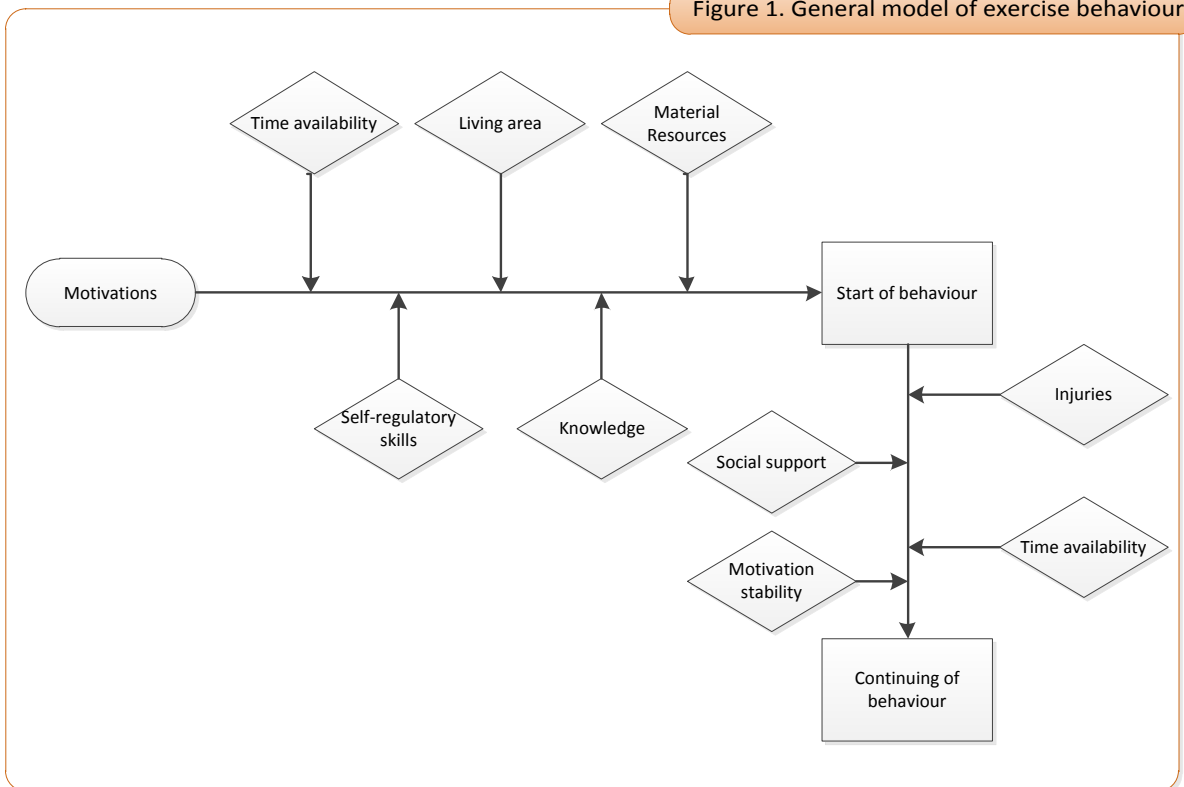 Figure 1. General model of exercise behaviour
Time availability
Living area
Material
Resources
Motivations
Start of behaviour
Self-regulatory
skills
Knowledge
Injuries
Social support
Time availability
Motivation
stability
Continuing of
behaviour